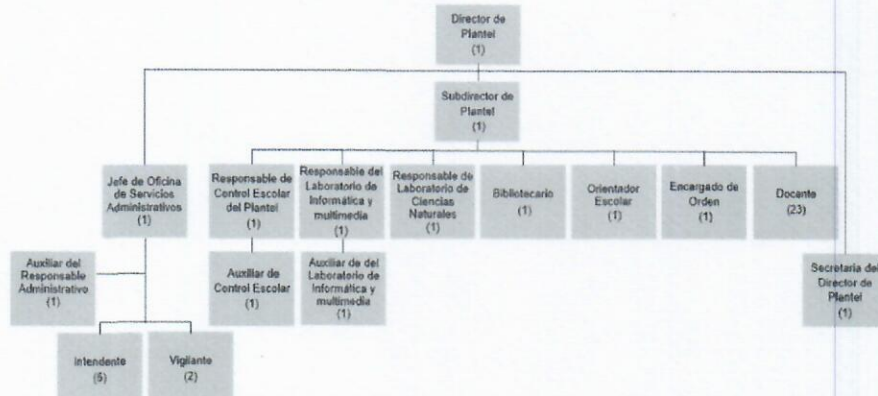 Director de
Plantel
(1)
Subdirector de
Plantel
(1)
Jefe de Oficina
de Servicios
Administrativos
(1)
Responsable de
Control Escolar
del Plantel
(1)
Responsable del
Laboratorio de
Informática y
multimedia
(1)
Responsable de
Laboratorio de
Ciencias
Naturales
(1)
Bibliotecario
(1)
Orientador
Escolar
(1)
Encargado de
Orden
(1)
Docente
(23)
Auxiliar del
Responsable
Administrativo
(1)
Auxiliar de
Control Escolar
(1)
Auxiliar de del
Laboratorio de
Informática y
multimedia
(1)
Secretaria del
Director de
Plantel
(1)
Intendente
Vigilante
(2)